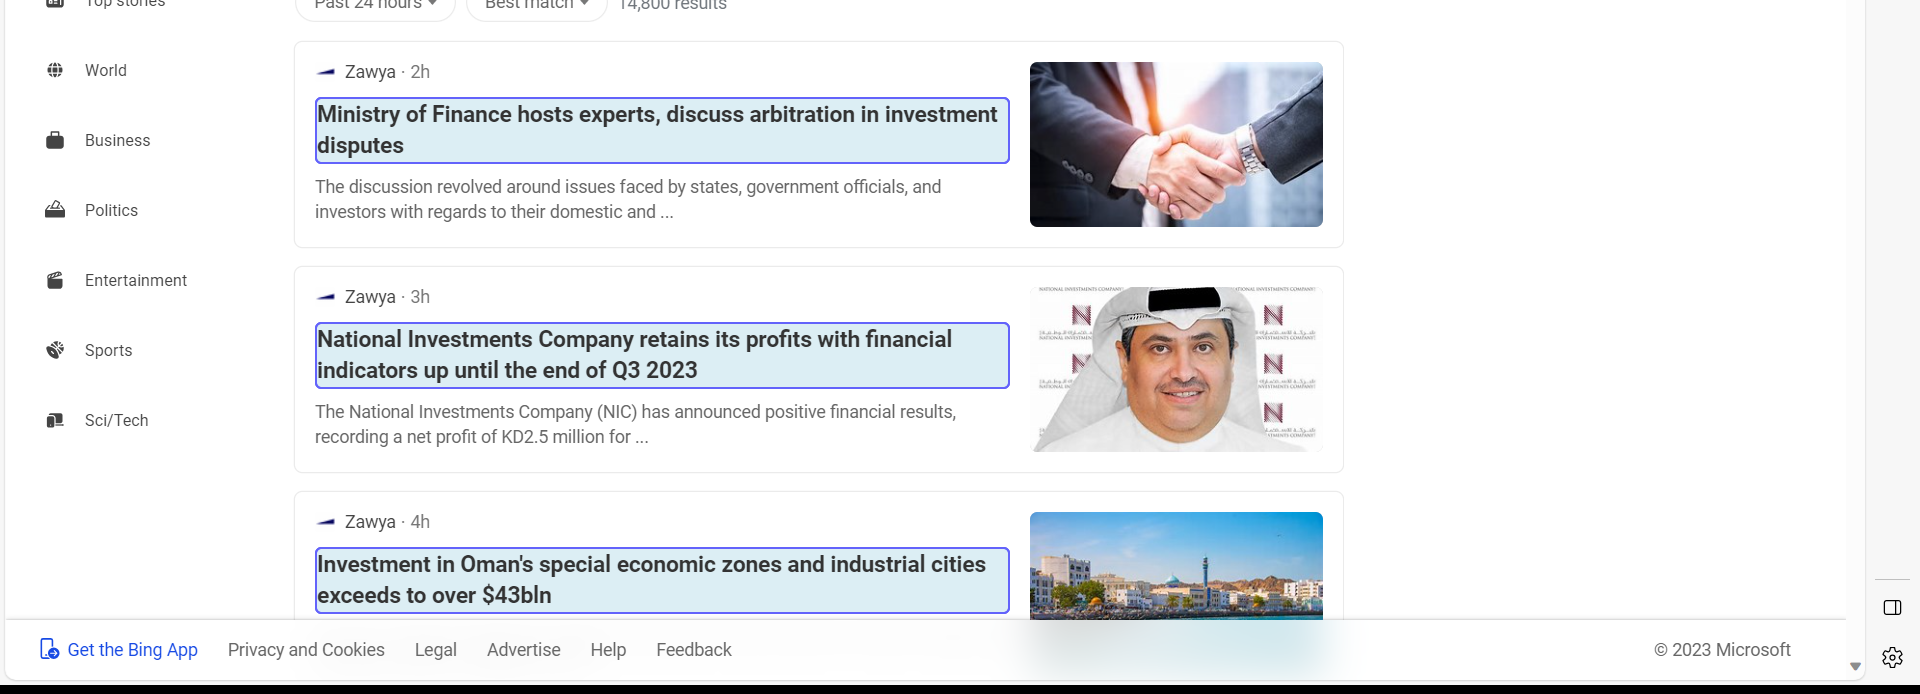 Top stories
Past 24 hours
Best match
14,800 results
World
Business
Politics
Entertainment
Sports
Sci/Tech
Zawya · 2h
Ministry of Finance hosts experts, discuss arbitration in investment
disputes
The discussion revolved around issues faced by states, government officials, and
investors with regards to their domestic and ...
Zawya · 3h
National Investments Company retains its profits with financial
indicators up until the end of Q3 2023
The National Investments Company (NIC) has announced positive financial results,
recording a net profit of KD2.5 million for ...
NATIONAL INVESTMENTS COMPANY
Zawya · 4h
Investment in Oman's special economic zones and industrial cities
exceeds to over $43bln
Get the Bing App
Privacy and Cookies
Legal
Advertise
Help
Feedback
© 2023 Microsoft